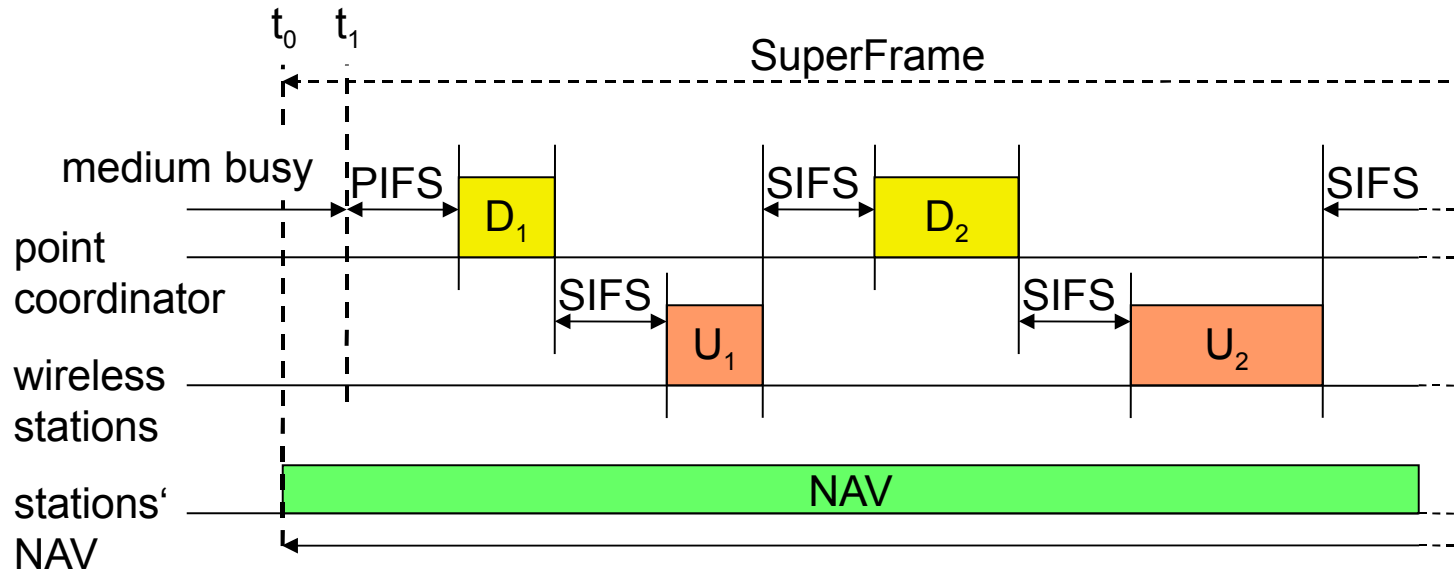 t₀ t₁
SuperFrame
medium busy
PIFS
D₁
SIFS
D₂
SIFS
point
coordinator
SIFS
U₁
SIFS
U₂
wireless
stations
NAV
stations‘
NAV